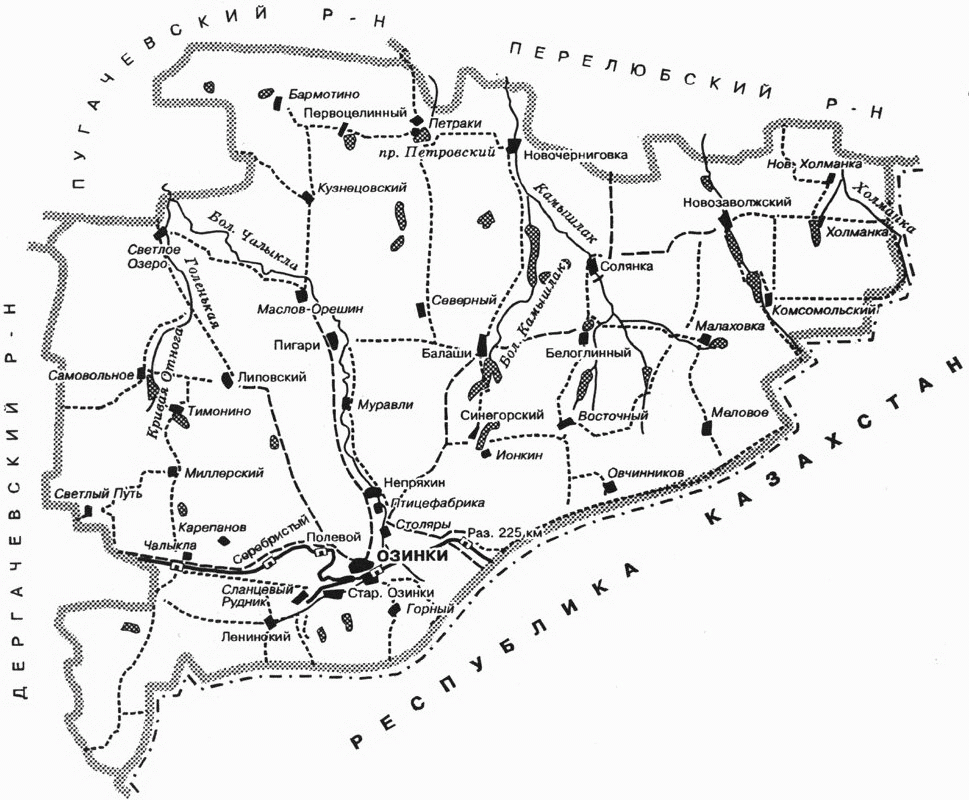 ПУГАЧЕВСКИЙ Р-Н
ПЕРЕЛЮБСКИЙ Р-Н
Бармотино
Первоцелинный
Петраки
пр. Петровский
Новочерниговка
Нов. Холманка
Кузнецовский
Камышлак
Новозаволжский
Холманка
Холманка
Бол. Чалыкла
Светлое
Озеро
Голенькая
Солянка
Маслов-Орешин
Северный
Бол. Камышлак
Комсомольский
Пигари
Балаши
Белоглинный
Малаховка
Самовольное
Кривая Отнога
Липовский
Муравли
Тимонино
Синегорский
Восточный
Меловое
Ионкин
Миллерский
Овчинников
Светлый Путь
Непряхин
Птицефабрика
Карепанов
Серебристый
Полевой
Столяры
Раз. 225 км
Чалыкла
ОЗИНКИ
Сланцевый
Рудник
Стар. Озинки
Горный
Ленинский
ДЕРГАЧЕВСКИЙ Р-Н
РЕСПУБЛИКА КАЗАХСТАН